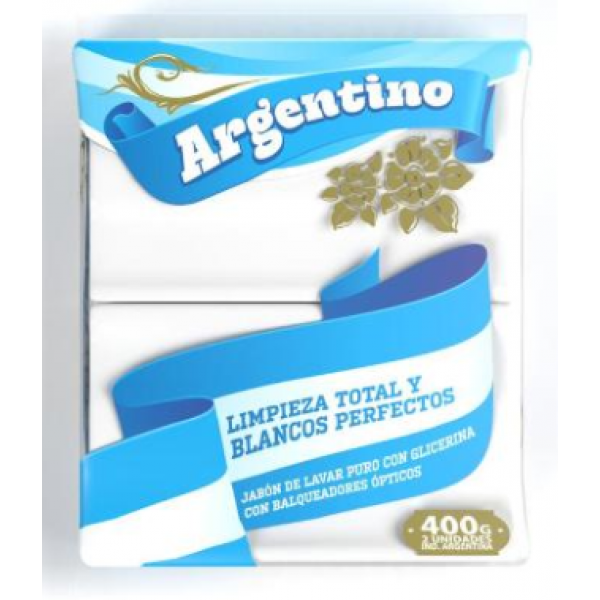 Argentino
LIMPIEZA TOTAL Y
BLANCOS PERFECTOS
JABÓN DE LAVAR PURO CON GLICERINA
CON BALQUEADORES ÓPTICOS
400G
2 UNIDADES
IND. ARGENTINA